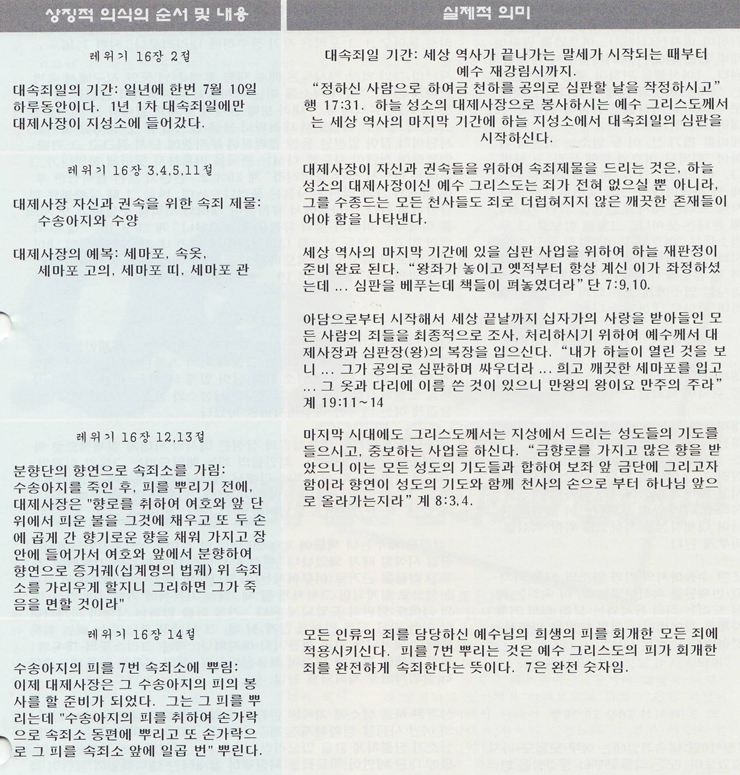 상징적 의식의 순서 및 내용
실제적 의미
레위기 16장 2절
대속죄일의 기간: 일년에 한번 7월 10일
하루동안이다. 1년 1차 대속죄일에만
대제사장이 지성소에 들어갔다.
대속죄일 기간: 세상 역사가 끝나가는 말세가 시작되는 때부터
예수 재강림시까지.
“정하신 사람으로 하여금 천하를 공의로 심판할 날을 작정하시고”
행 17:31. 하늘 성소의 대제사장으로 봉사하시는 예수 그리스도께서
는 세상 역사의 마지막 기간에 하늘 지성소에서 대속죄일의 심판을
시작하신다.
레위기 16장 3.4.5.11절
대제사장 자신과 권속을 위한 속죄 제물:
수송아지와 수양
대제사장의 예복: 세마포, 속옷,
세마포 고의, 세마포 띠, 세마포 관
대제사장이 자신과 권속들을 위하여 속죄제물을 드리는 것은, 하늘
성소의 대제사장이신 예수 그리스도는 죄가 전혀 없으실 뿐 아니라,
그를 수종드는 모든 천사들도 죄로 더럽혀지지 않은 깨끗한 존재들이
어야 함을 나타낸다.
세상 역사의 마지막 기간에 있을 심판 사업을 위하여 하늘 재판정이
준비 완료 된다. “왕좌가 놓이고 옛적부터 항상 계신 이가 좌정하셨
는데 ... 심판을 베푸는데 책들이 펴놓였더라” 단 7:9,10.
아담으로부터 시작해서 세상 끝날까지 십자가의 사랑을 받아들인 모
든 사람의 죄들을 최종적으로 조사, 처리하시기 위하여 예수께서 대
제사장과 심판장(왕)의 복장을 입으신다. “내가 하늘이 열린 것을 보
니 ... 그가 공의로 심판하며 싸우더라 ... 희고 깨끗한 세마포를 입고
... 그 옷과 다리에 이름 쓴 것이 있으니 만왕의 왕이요 만주의 주라”
계 19:11~14
레위기 16장 12,13절
분향단의 향연으로 속죄소를 가림:
수송아지를 죽인 후, 피를 뿌리기 전에,
대제사장은 "향로를 취하여 여호와 앞 단
위에서 피운 불을 그것에 채우고 또 두 손
에 곱게 간 향기로운 향을 채워 가지고 장
안에 들어가서 여호와 앞에서 분향하여
향연으로 증거궤(십계명의 법궤) 위 속죄
소를 가리우게 할지니 그리하면 그가 죽
음을 면할 것이라"
마지막 시대에도 그리스도께서는 지상에서 드리는 성도들의 기도를
들으시고, 중보하는 사업을 하신다. “금향로를 가지고 많은 향을 받
았으니 이는 모든 성도의 기도들과 합하여 보좌 앞 금단에 그리고자
함이라 향연이 성도의 기도와 함께 천사의 손으로 부터 하나님 앞으
로 올라가는지라” 계 8:3,4.
레위기 16장 14절
수송아지의 피를 7번 속죄소에 뿌림:
이제 대제사장은 그 수송아지의 피의 봉
사를 할 준비가 되었다. 그는 그 피를 뿌
리는데 "수송아지의 피를 취하여 손가락
으로 속죄소 동편에 뿌리고 또 손가락으
로 그 피를 속죄소 앞에 일곱 번" 뿌린다.
모든 인류의 죄를 담당하신 예수님의 희생의 피를 회개한 모든 죄에
적용시키신다. 피를 7번 뿌리는 것은 예수 그리스도의 피가 회개한
죄를 완전하게 속죄한다는 뜻이다. 7은 완전 숫자임.